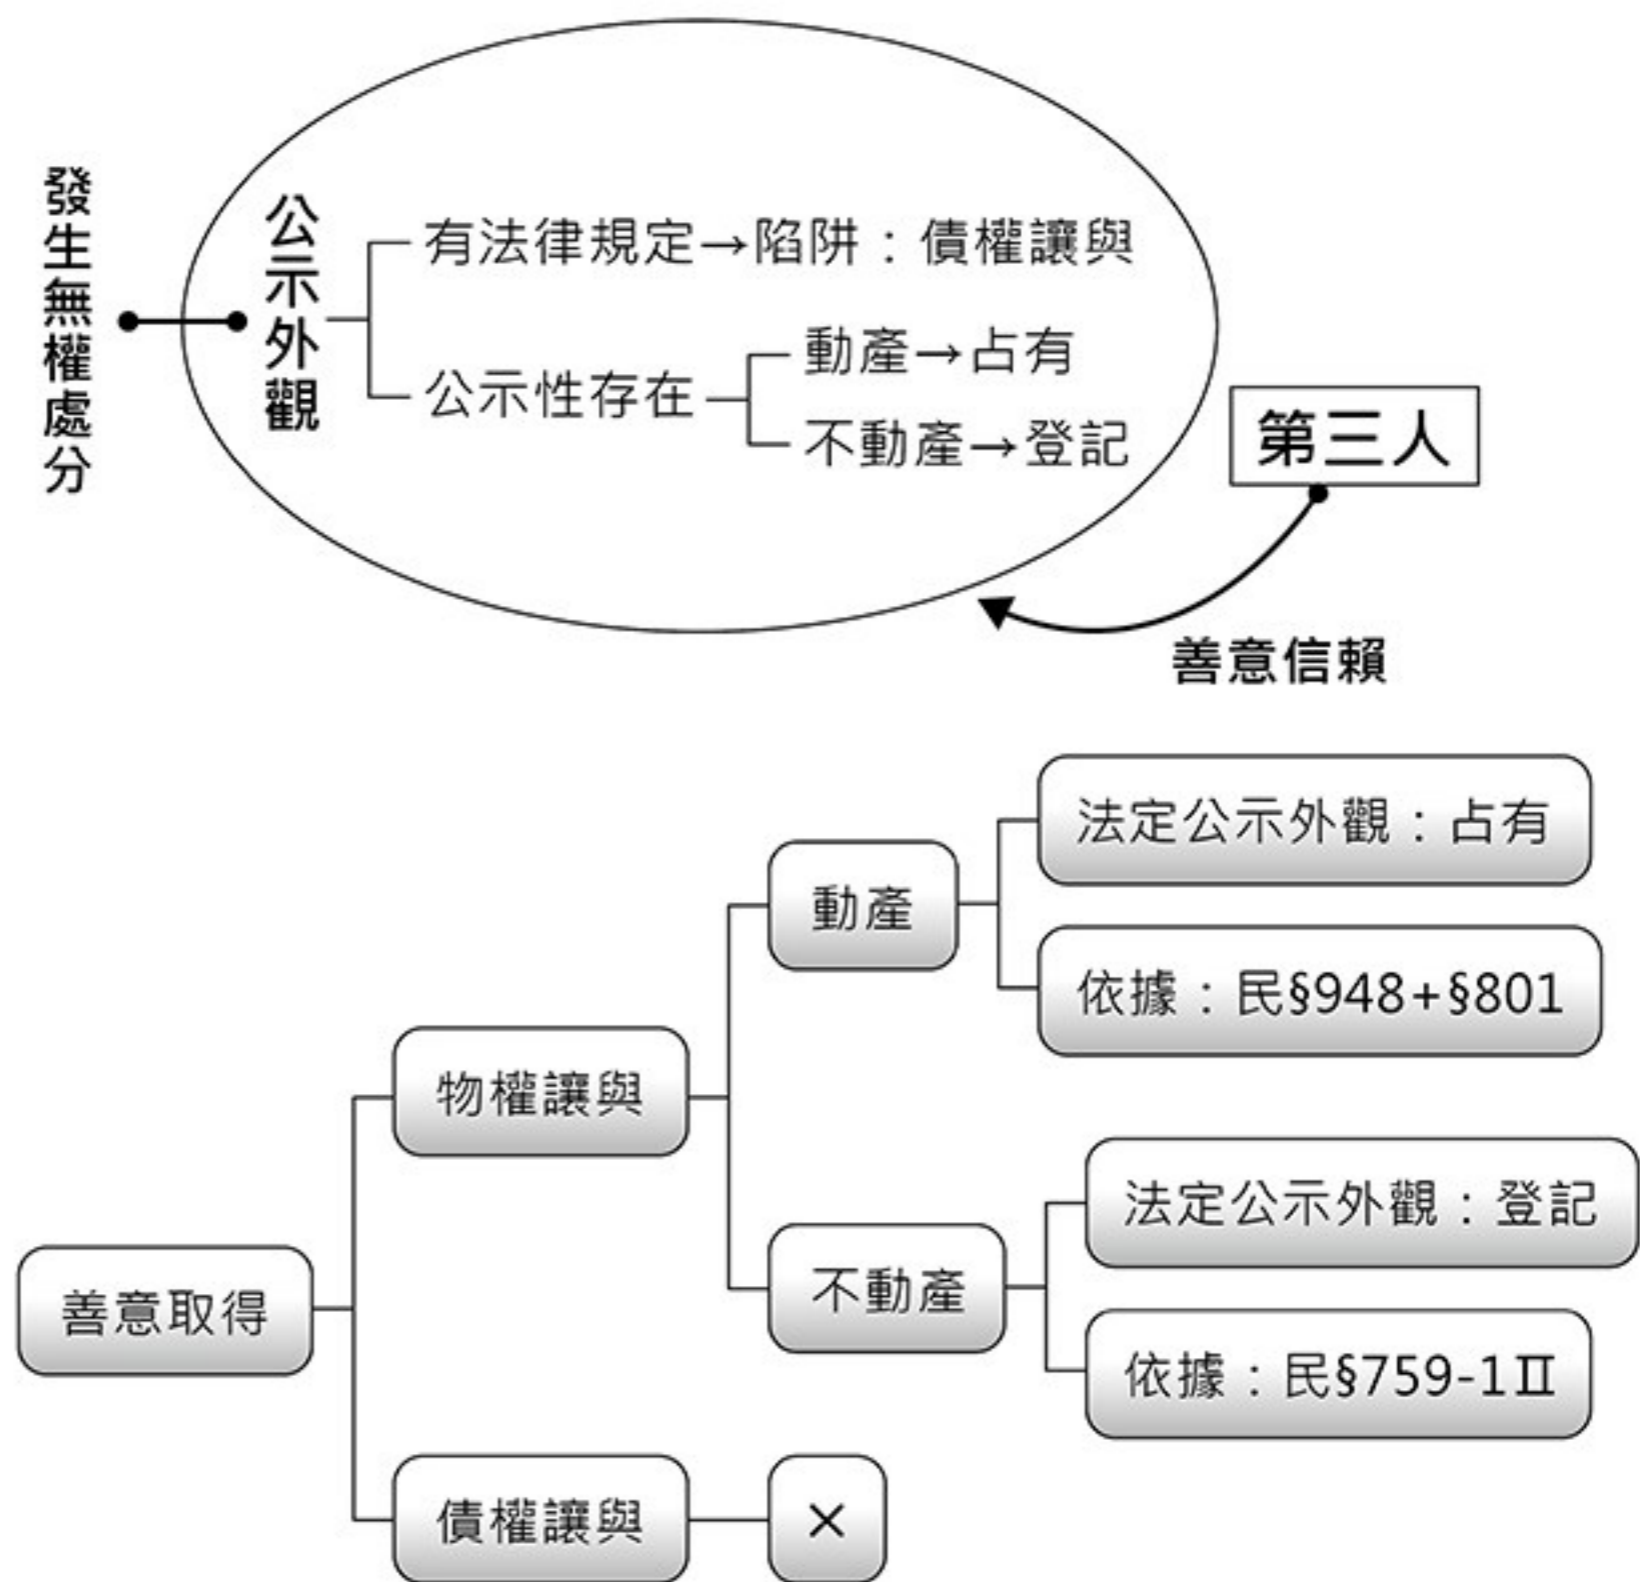 發生無權處分
公示外觀
有法律規定→陷阱：債權讓與
公示性存在
動產→占有
不動產→登記
第三人
善意信賴
善意取得
物權讓與
動產
法定公示外觀：占有
依據：民§948+§801
不動產
法定公示外觀：登記
依據：民§759-1Ⅱ
債權讓與
×